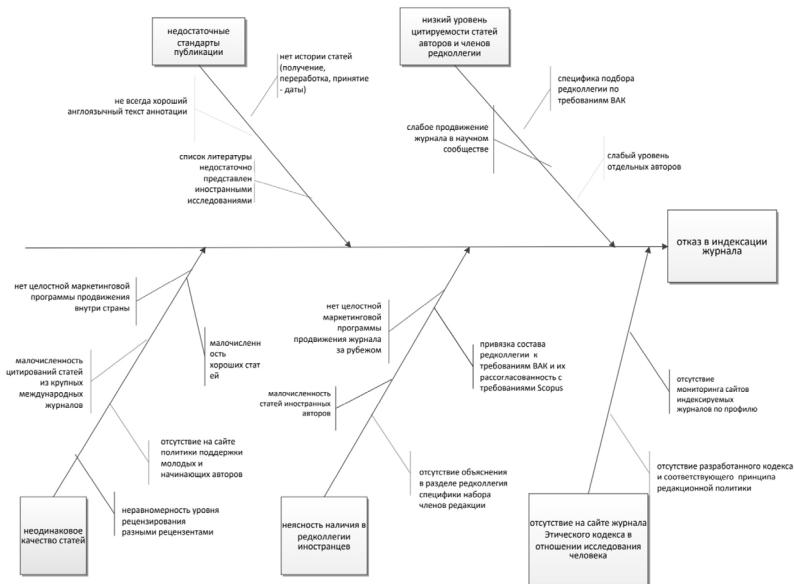 недостаточные
стандарты
публикации
низкий уровень
цитируемости статей
авторов и членов
редколлегии
нет истории статей
(получение,
переработка, принятие
- даты)
не всегда хороший
англоязычный текст аннотации
список литературы
недостаточно
представлен
иностранными
исследованиями
специфика подбора
редколлегии по
требованиям ВАК
слабое продвижение
журнала в научном
сообществе
слабый уровень
отдельных авторов
отказ в индексации
журнала
нет целостной маркетинговой
программы продвижения
внутри страны
малочисленн
ость
хороших стат
ей
малочисленность
цитирований статей
из крупных
международных
журналов
отсутствие на сайте
политики поддержки
молодых и
начинающих авторов
неравномерность уровня
рецензирования
разными рецензентами
неодинаковое
качество статей
нет целостной
маркетинговой
программы
продвижения журнала
за рубежом
привязка состава
редколлегии к
требованиям ВАК и их
рассогласованность с
требованиями Scopus
малочисленность
статей иностранных
авторов
отсутствие объяснения
в разделе редколлегия
специфики набора
членов редакции
неясность наличия в
редколлегии
иностранцев
отсутствие
мониторинга сайтов
индексируемых
журналов по профилю
отсутствие разработанного кодекса
и соответствующего принципа
редакционной политики
отсутствие на сайте журнала
Этического кодекса в
отношении исследования
человека